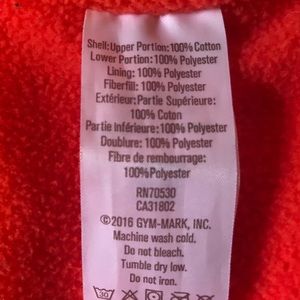 Shell:Upper Portion:100% Cotton
Lower Portion:100% Polyester
Lining: 100% Polyester
Fiberfill: 100% Polyester
Extérieur:Partie Supérieure:
100% Coton
Partie Inférieure:100% Polyester
Doublure: 100% Polyester
Fibre de rembourrage:
100%Polyester
RN70530
CA31802
©2016 GYM-MARK, INC.
Machine wash cold.
Do not bleach.
Tumble dry low.
Do not iron.
30